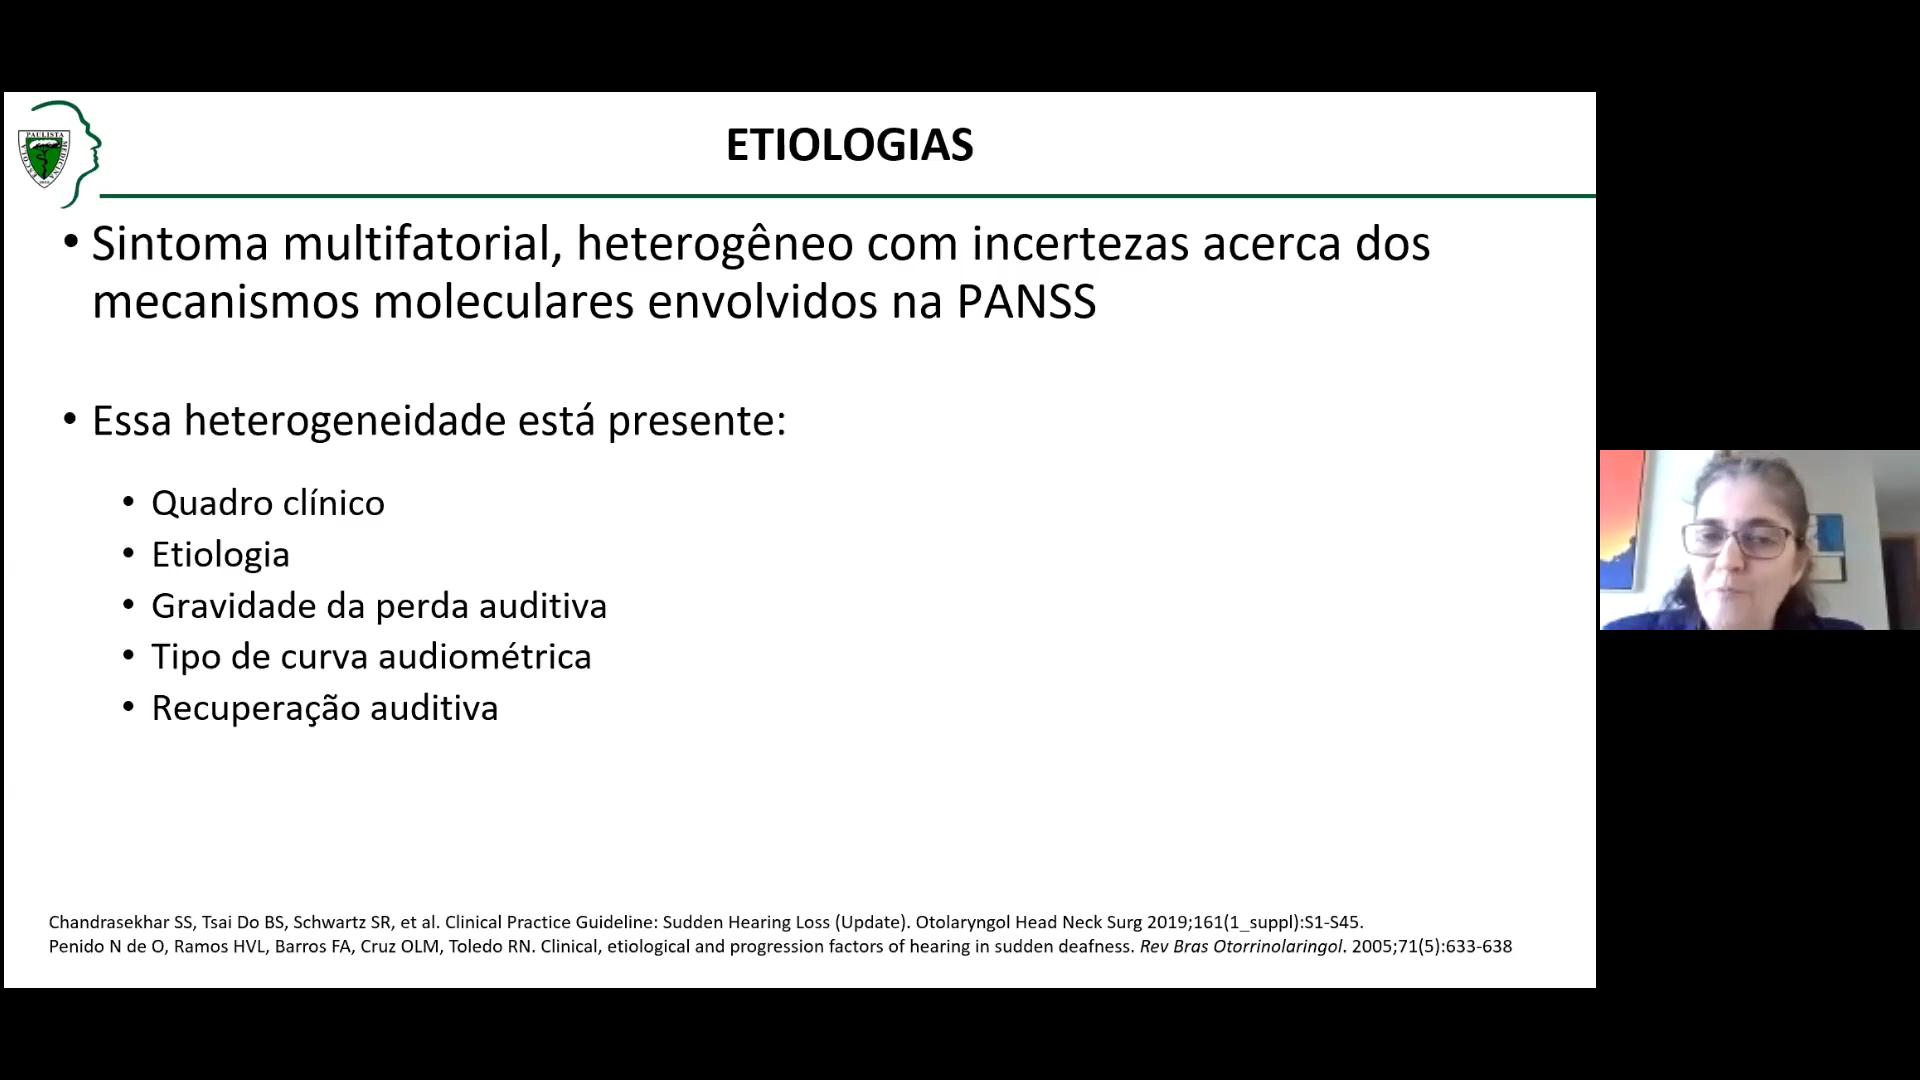 PAULISTA
ESCOLA
MEDICINA
ETIOLOGIAS
• Sintoma multifatorial, heterogêneo com incertezas acerca dos
mecanismos moleculares envolvidos na PANSS
• Essa heterogeneidade está presente:
• Quadro clínico
• Etiologia
• Gravidade da perda auditiva
• Tipo de curva audiométrica
• Recuperação auditiva
Chandrasekhar SS, Tsai Do BS, Schwartz SR, et al. Clinical Practice Guideline: Sudden Hearing Loss (Update). Otolaryngol Head Neck Surg 2019;161(1_suppl):S1-S45.
Penido N de O, Ramos HVL, Barros FA, Cruz OLM, Toledo RN. Clinical, etiological and progression factors of hearing in sudden deafness. Rev Bras Otorrinolaringol. 2005;71(5):633-638